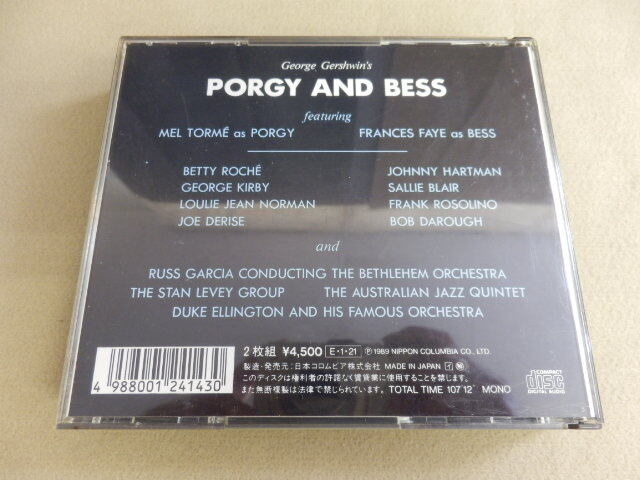 George Gershwin's
PORGY AND BESS
featuring
MEL TORMÉ as PORGY FRANCES FAYE as BESS
BETTY ROCHÉ JOHNNY HARTMAN
GEORGE KIRBY SALLIE BLAIR
LOULIE JEAN NORMAN FRANK ROSOLINO
JOE DERISE BOB DAROUGH
and
RUSS GARCIA CONDUCTING THE BETHLEHEM ORCHESTRA
THE STAN LEVEY GROUP THE AUSTRALIAN JAZZ QUINTET
DUKE ELLINGTON AND HIS FAMOUS ORCHESTRA
2枚組 ¥4,500 E・1・21 Ⓟ1989 NIPPON COLUMBIA CO., LTD.
製造・発売元:日本コロムビア株式会社 MADE IN JAPAN イ
このディスクは権利者の許諾なく賃貸業に使用することを禁じます。
また無断複製は法律で禁じられています。 TOTAL TIME 107'12" MONO
4 988001 241430
COMPACT
disc
DIGITAL AUDIO